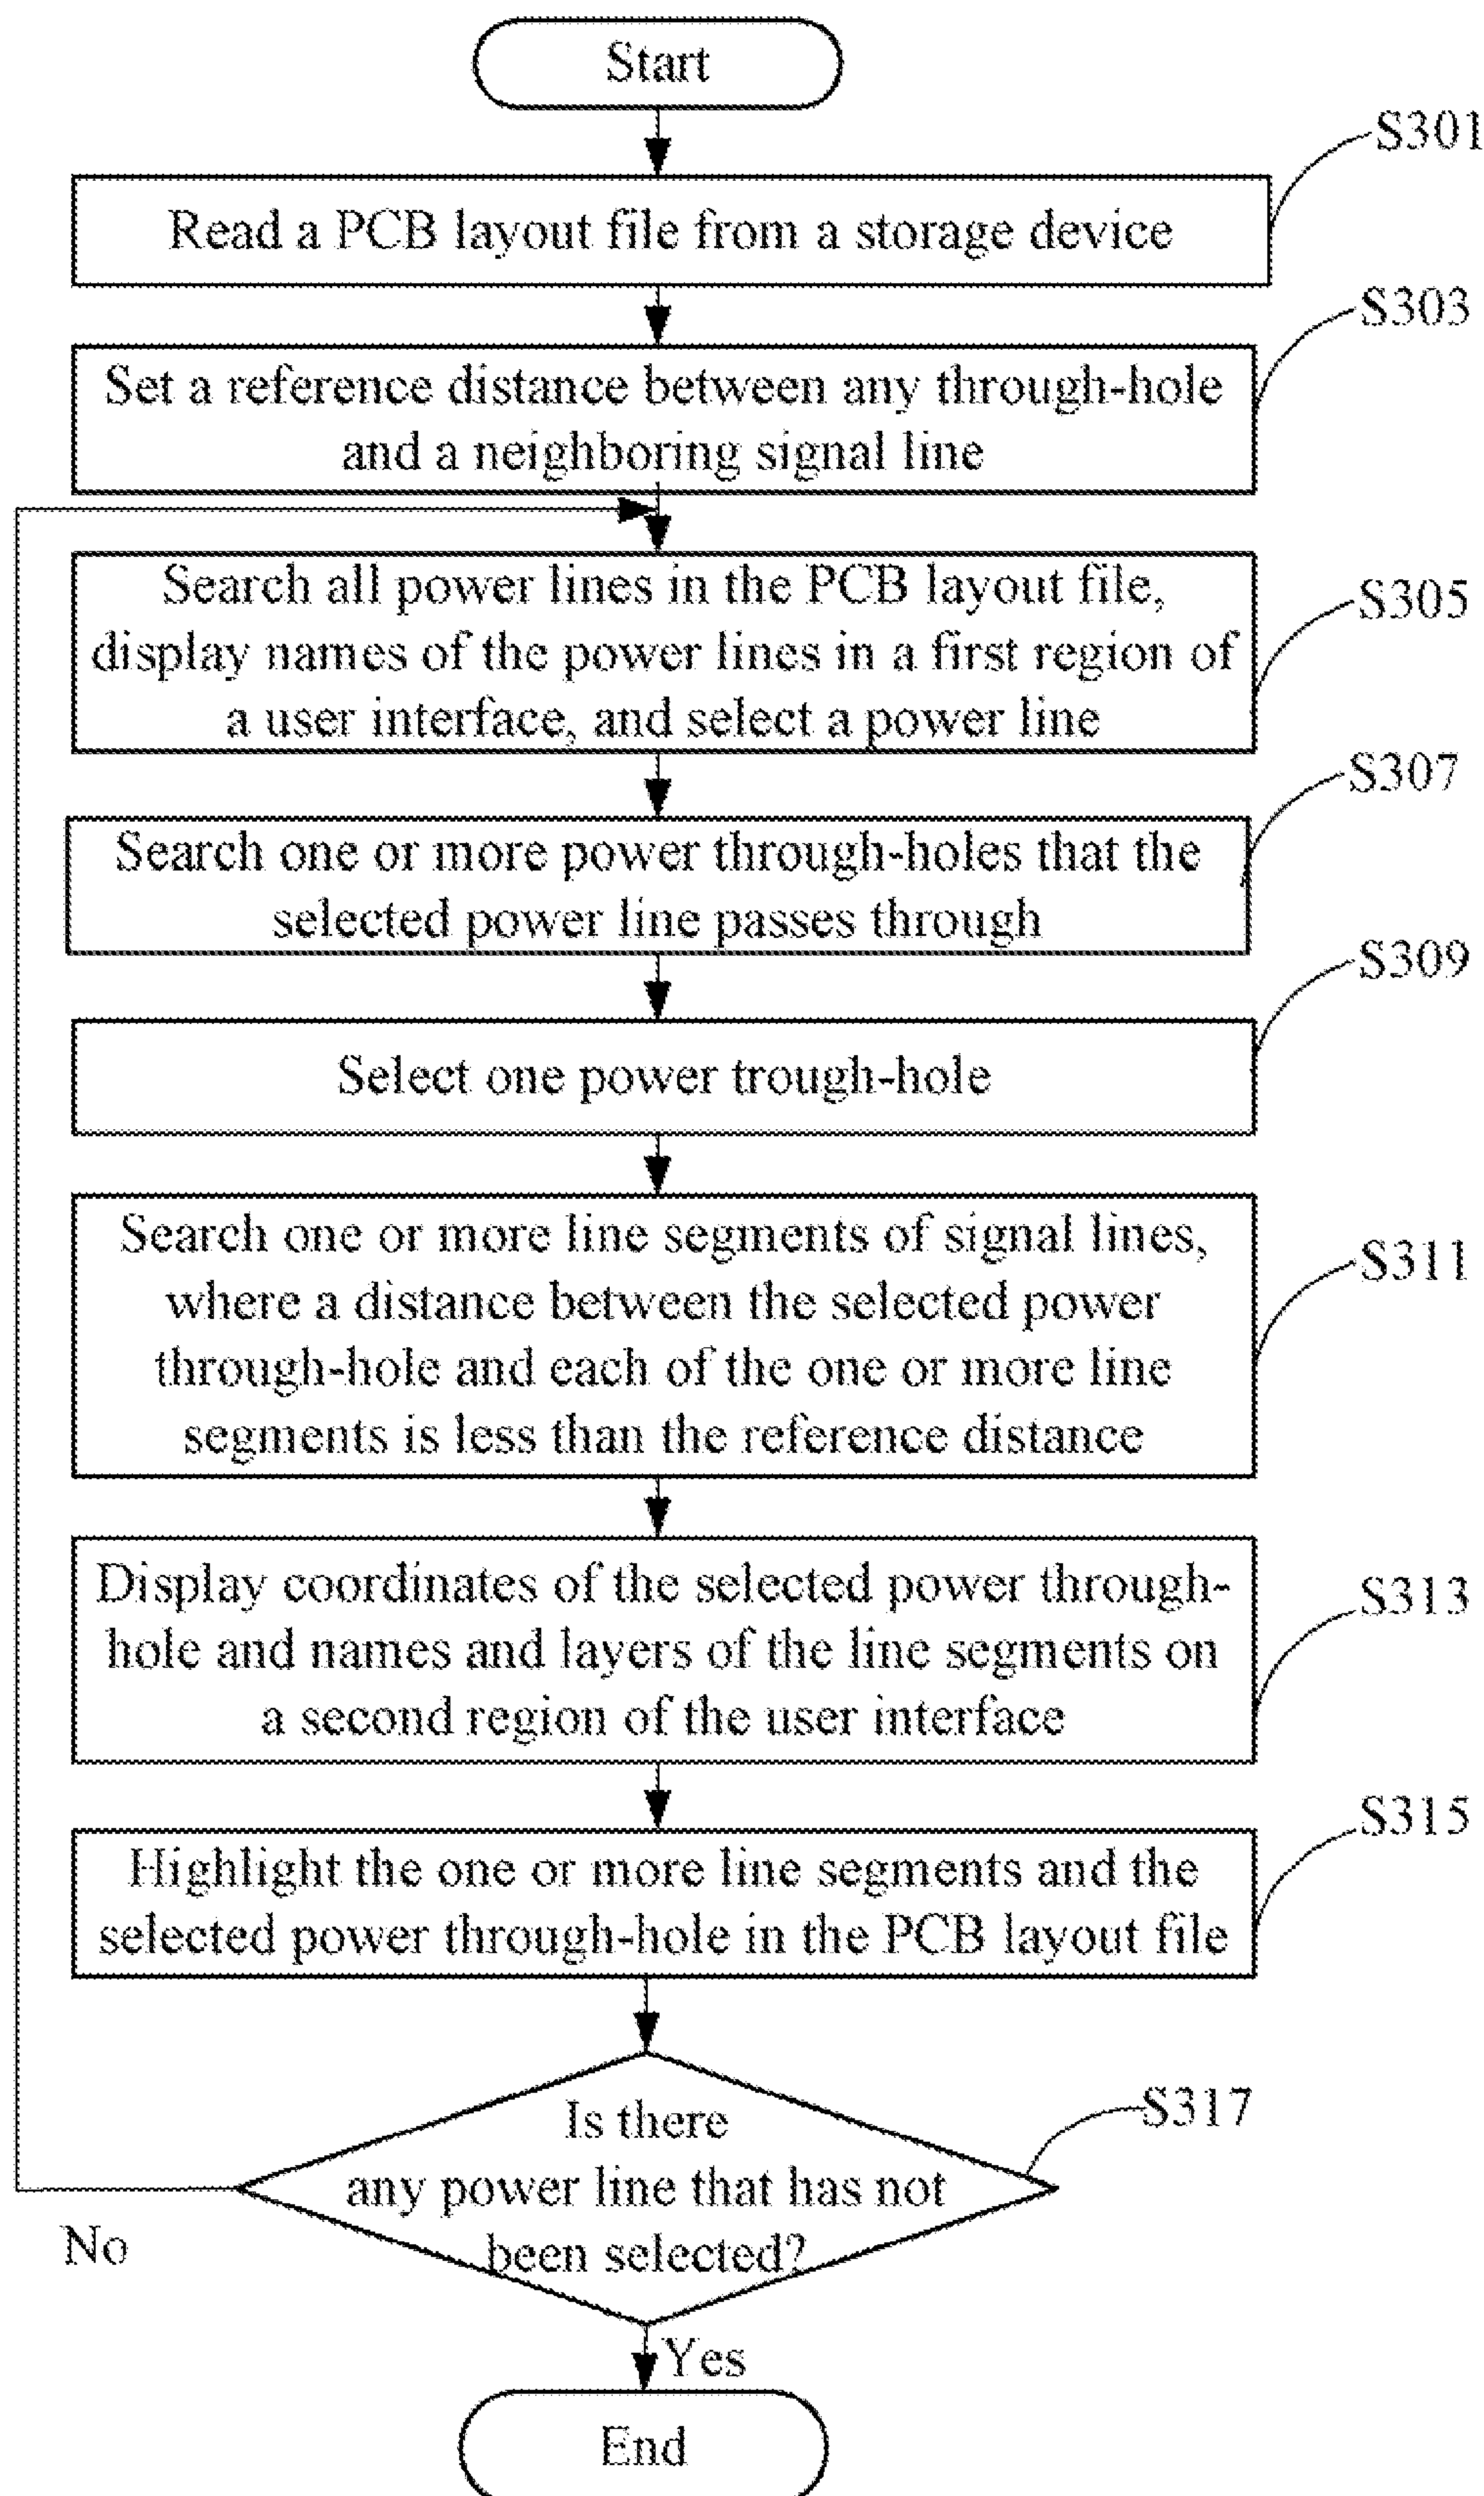 Start
S301
Read a PCB layout file from a storage device
S303
Set a reference distance between any through-hole
and a neighboring signal line
S305
Search all power lines in the PCB layout file,
display names of the power lines in a first region of
a user interface, and select a power line
S307
Search one or more power through-holes that the
selected power line passes through
S309
Select one power trough-hole
S311
Search one or more line segments of signal lines,
where a distance between the selected power
through-hole and each of the one or more line
segments is less than the reference distance
S313
Display coordinates of the selected power through-
hole and names and layers of the line segments on
a second region of the user interface
S315
Highlight the one or more line segments and the
selected power through-hole in the PCB layout file
S317
Is there
any power line that has not
been selected?
No
Yes
End